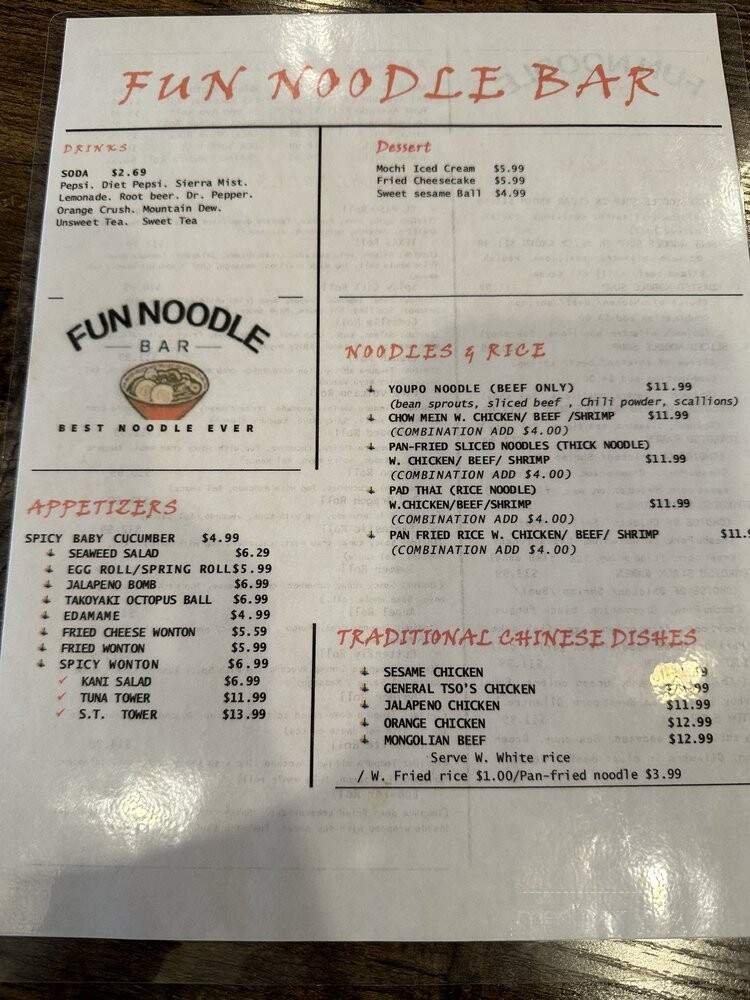 FUN NOODLE BAR
DRINKS
SODA $2.69
Pepsi. Diet Pepsi. Sierra Mist.
Lemonade. Root beer. Dr. Pepper.
Orange Crush. Mountain Dew.
Unsweet Tea. Sweet Tea
Dessert
Mochi Iced Cream $5.99
Fried Cheesecake $5.99
Sweet sesame Ball $4.99
FUN NOODLE
BAR
BEST NOODLE EVER
APPETIZERS
SPICY BABY CUCUMBER $4.99
SEAWEED SALAD $6.29
EGG ROLL/SPRING ROLL$5.99
JALAPENO BOMB $6.99
TAKOYAKI OCTOPUS BALL $6.99
EDAMAME $4.99
FRIED CHEESE WONTON $5.59
FRIED WONTON $5.99
SPICY WONTON $6.99
KANI SALAD $6.99
TUNA TOWER $11.99
S.T. TOWER $13.99
NOODLES & RICE
YOUPO NOODLE (BEEF ONLY) $11.99
(bean sprouts, sliced beef , Chili powder, scallions)
CHOW MEIN W. CHICKEN/ BEEF /SHRIMP $11.99
(COMBINATION ADD $4.00)
PAN-FRIED SLICED NOODLES (THICK NOODLE)
W. CHICKEN/ BEEF/ SHRIMP $11.99
(COMBINATION ADD $4.00)
PAD THAI (RICE NOODLE)
W.CHICKEN/BEEF/SHRIMP $11.99
(COMBINATION ADD $4.00)
PAN FRIED RICE W. CHICKEN/ BEEF/ SHRIMP
(COMBINATION ADD $4.00)
TRADITIONAL CHINESE DISHES
SESAME CHICKEN
GENERAL TSO'S CHICKEN
JALAPENO CHICKEN $11.99
ORANGE CHICKEN $12.99
MONGOLIAN BEEF $12.99
Serve W. White rice
/ W. Fried rice $1.00/Pan-fried noodle $3.99